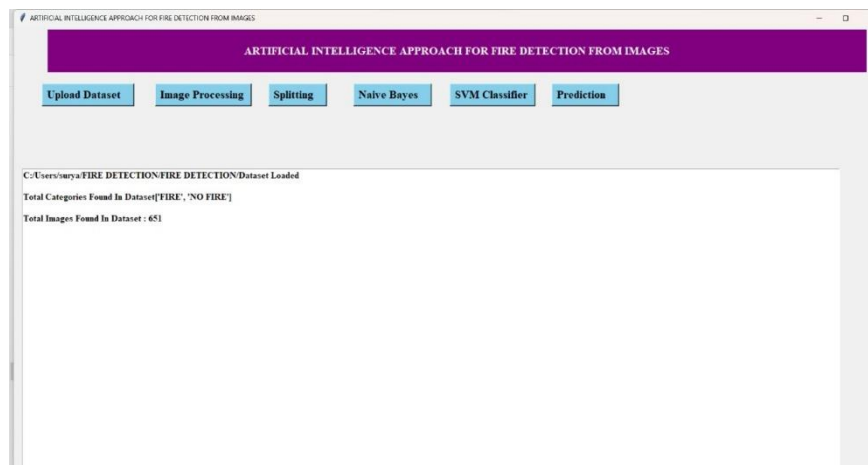 ARTIFICIAL INTELLIGENCE APPROACH FOR FIRE DETECTION FROM IMAGES
ARTIFICIAL INTELLIGENCE APPROACH FOR FIRE DETECTION FROM IMAGES
Upload Dataset Image Processing Splitting Naive Bayes SVM Classifier Prediction
C:/Users/surya/FIRE DETECTION/FIRE DETECTION/Dataset Loaded
Total Categories Found In Dataset['FIRE', 'NO FIRE']
Total Images Found In Dataset : 651